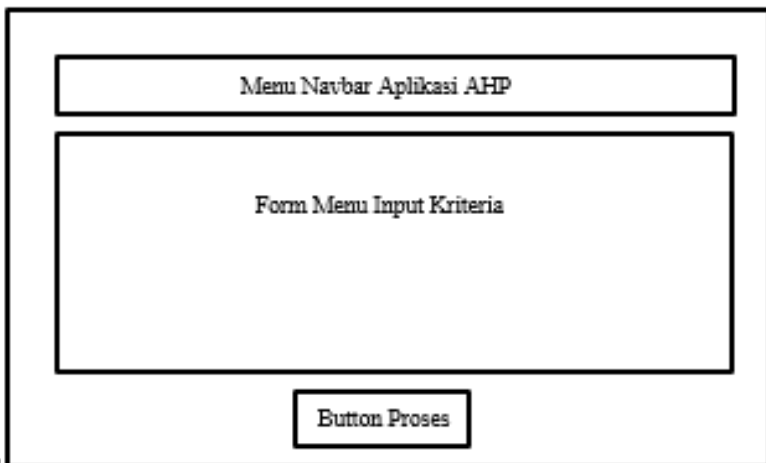 Menu Navbar Aplikasi AHP
Form Menu Input Kriteria
Button Proses